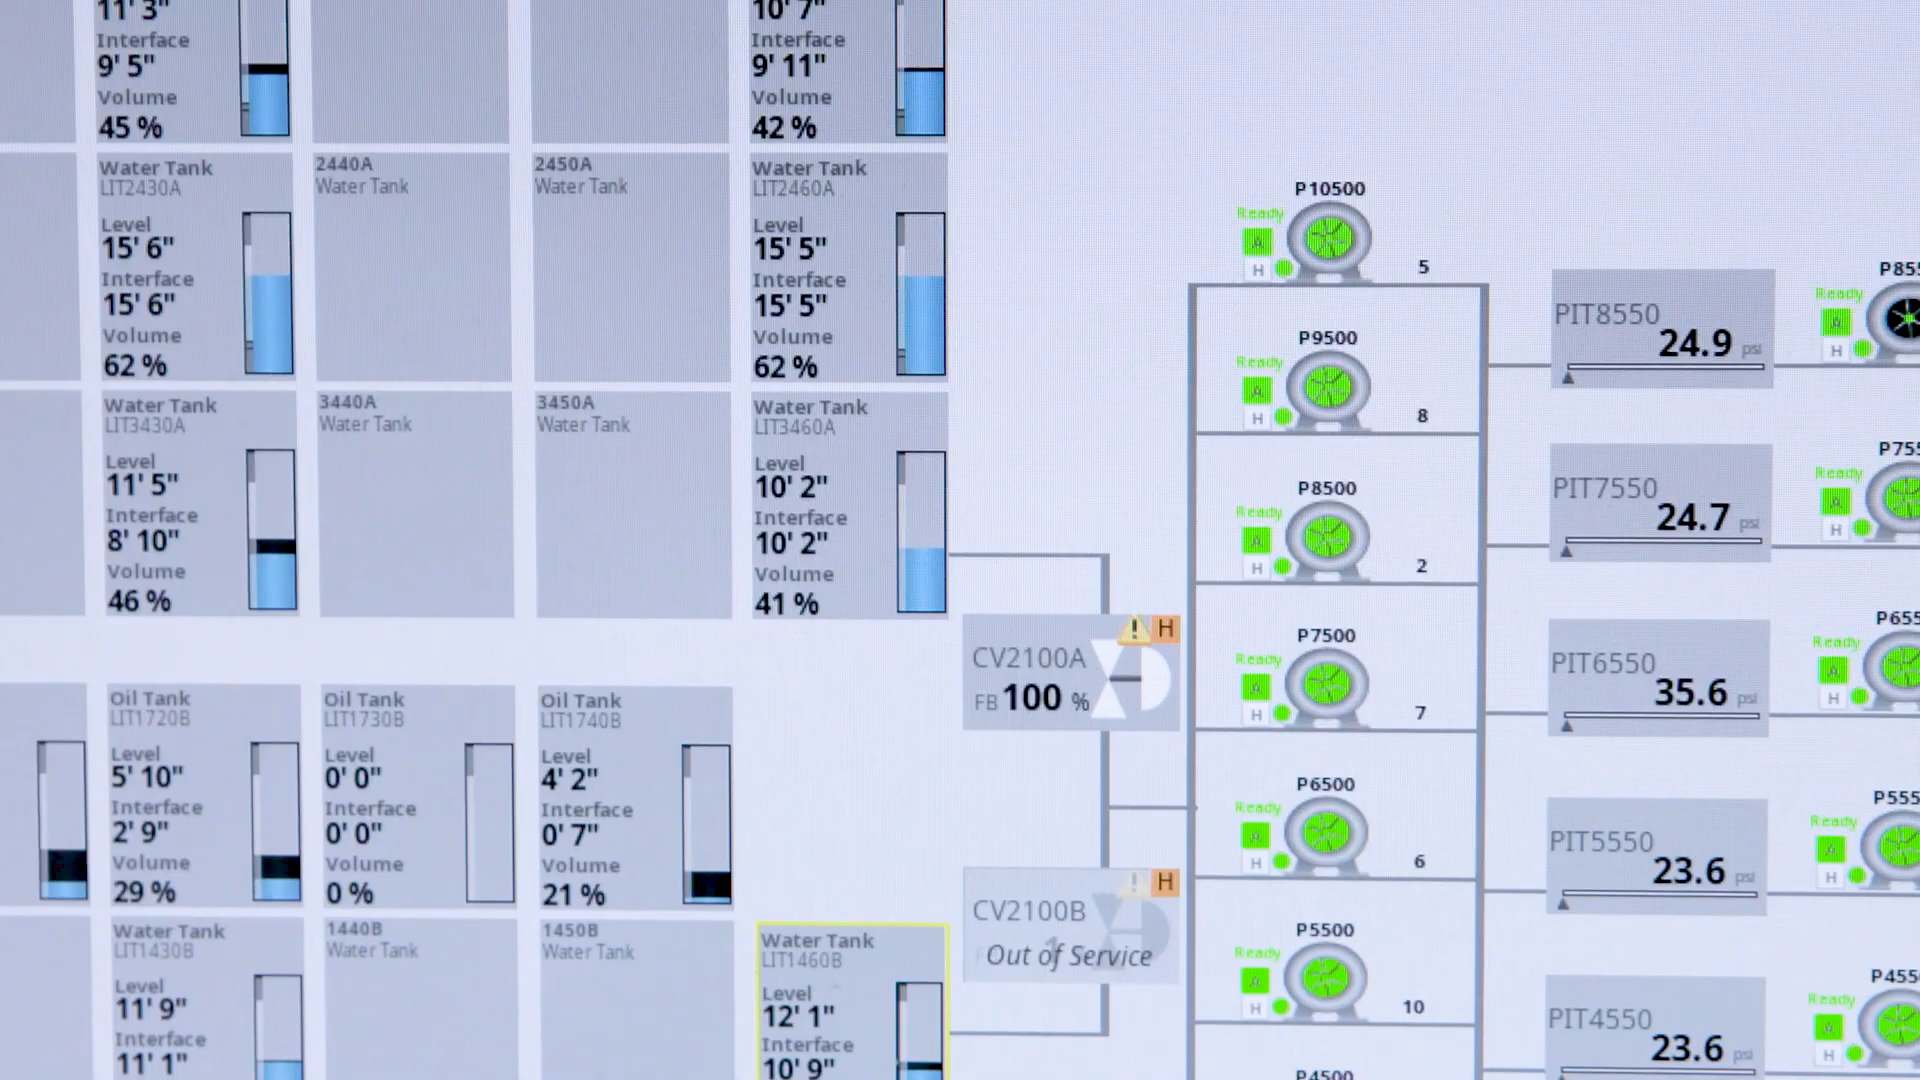 11' 3"
Interface
9' 5"
Volume
45 %
10' 7"
Interface
9' 11"
Volume
42 %
Water Tank
LIT2430A
Level
15' 6"
Interface
15' 6"
Volume
62 %
2440A
Water Tank
2450A
Water Tank
Water Tank
LIT2460A
Level
15' 5"
Interface
15' 5"
Volume
62 %
Water Tank
LIT3430A
Level
11' 5"
Interface
8' 10"
Volume
46 %
3440A
Water Tank
3450A
Water Tank
Water Tank
LIT3460A
Level
10' 2"
Interface
10' 2"
Volume
41 %
Oil Tank
LIT1720B
Level
5' 10"
Interface
2' 9"
Volume
29 %
Oil Tank
LIT1730B
Level
0' 0"
Interface
0' 0"
Volume
0 %
Oil Tank
LIT1740B
Level
4' 2"
Interface
0' 7"
Volume
21 %
Water Tank
LIT1430B
Level
11' 9"
Interface
11' 1"
1440B
Water Tank
1450B
Water Tank
Water Tank
LIT1460B
Level
12' 1"
Interface
10' 9"
H
CV2100A
FB 100 %
H
CV2100B
Out of Service
P10500
Ready
A
H
5
P9500
Ready
A
H
8
P8500
Ready
A
H
2
P7500
Ready
A
H
7
P6500
Ready
A
H
6
P5500
Ready
A
H
10
P4500
PIT8550
24.9 psi
PIT7550
24.7 psi
PIT6550
35.6 psi
PIT5550
23.6 psi
PIT4550
23.6 psi
P855
Ready
A
H
P755
Ready
A
H
P655
Ready
A
H
P555
Ready
A
H
P455
Ready
A
H